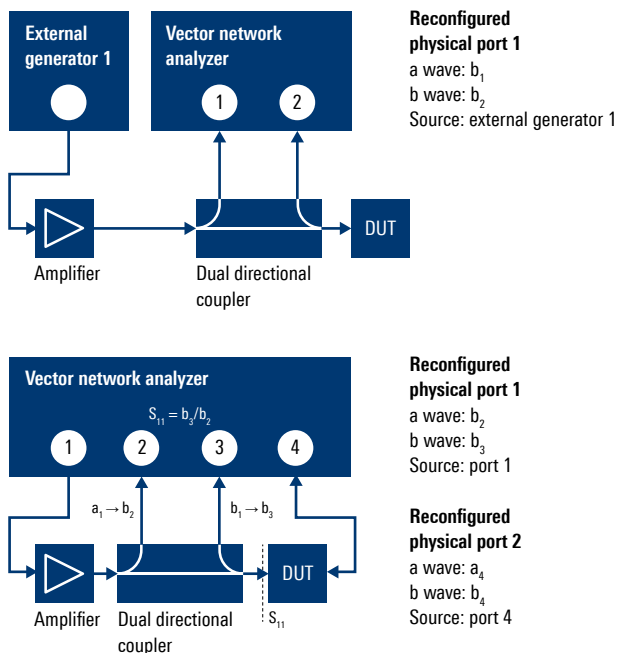 External
generator 1
Vector network
analyzer
1
2
Amplifier
Dual directional
coupler
DUT
Reconfigured
physical port 1
a wave: b₁
b wave: b₂
Source: external generator 1
Vector network analyzer
S₁₁ = b₃/b₂
1
2
3
4
a₁→b₂
b₁→b₃
DUT
Amplifier
Dual directional
coupler
S₁₁
Reconfigured
physical port 1
a wave: b₂
b wave: b₃
Source: port 1
Reconfigured
physical port 2
a wave: a₄
b wave: b₄
Source: port 4